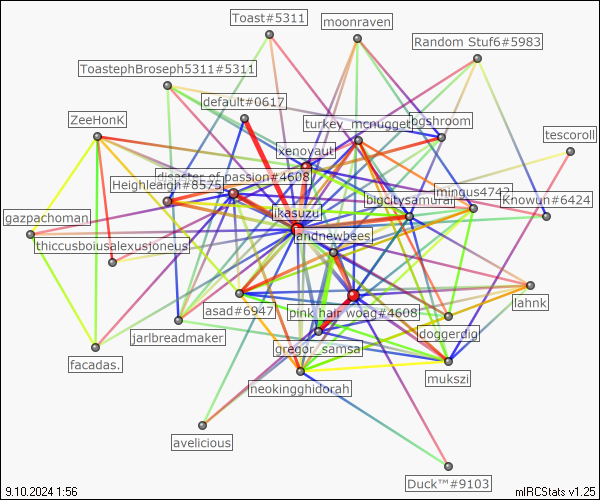 Toast#5311
moonraven
Random Stuf6#5983
ToastephBroseph5311#5311
default#0617
ZeeHonK
turkey_mcnugget
pgshroom
tescoroll
xenoyaut
disaster of passion#4608
Heighleaigh#8575
mingus4742
bigcitysamurai
Knowun#6424
gazpachoman
ikasuzu
thiccusboiusalexusjoneus
landnewbees
asad#6947
pink hair woag#4608
lahnk
jarlbreadmaker
doggerdig
gregor_samsa
facadas.
mukszi
neokingghidorah
avelicious
Duck™#9103
9.10.2024 1:56
mIRCStats v1.25